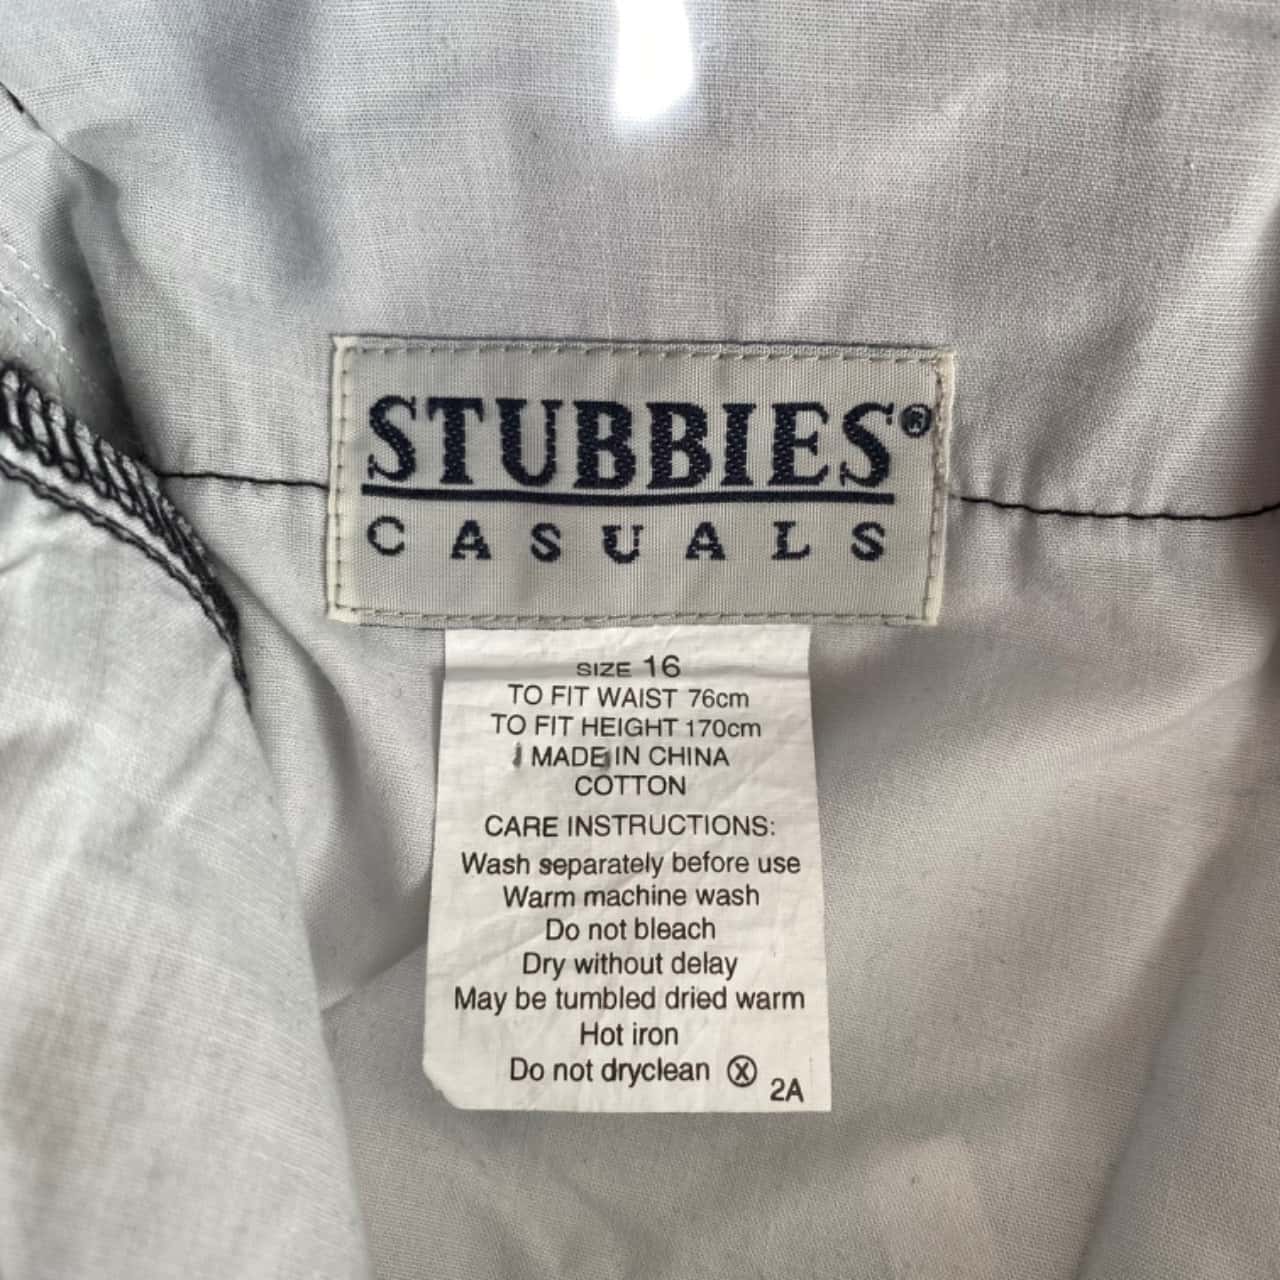 STUBBIES®
CASUALS
SIZE 16
TO FIT WAIST 76cm
TO FIT HEIGHT 170cm
MADE IN CHINA
COTTON
CARE INSTRUCTIONS:
Wash separately before use
Warm machine wash
Do not bleach
Dry without delay
May be tumbled dried warm
Hot iron
Do not dryclean Ⓧ
2A